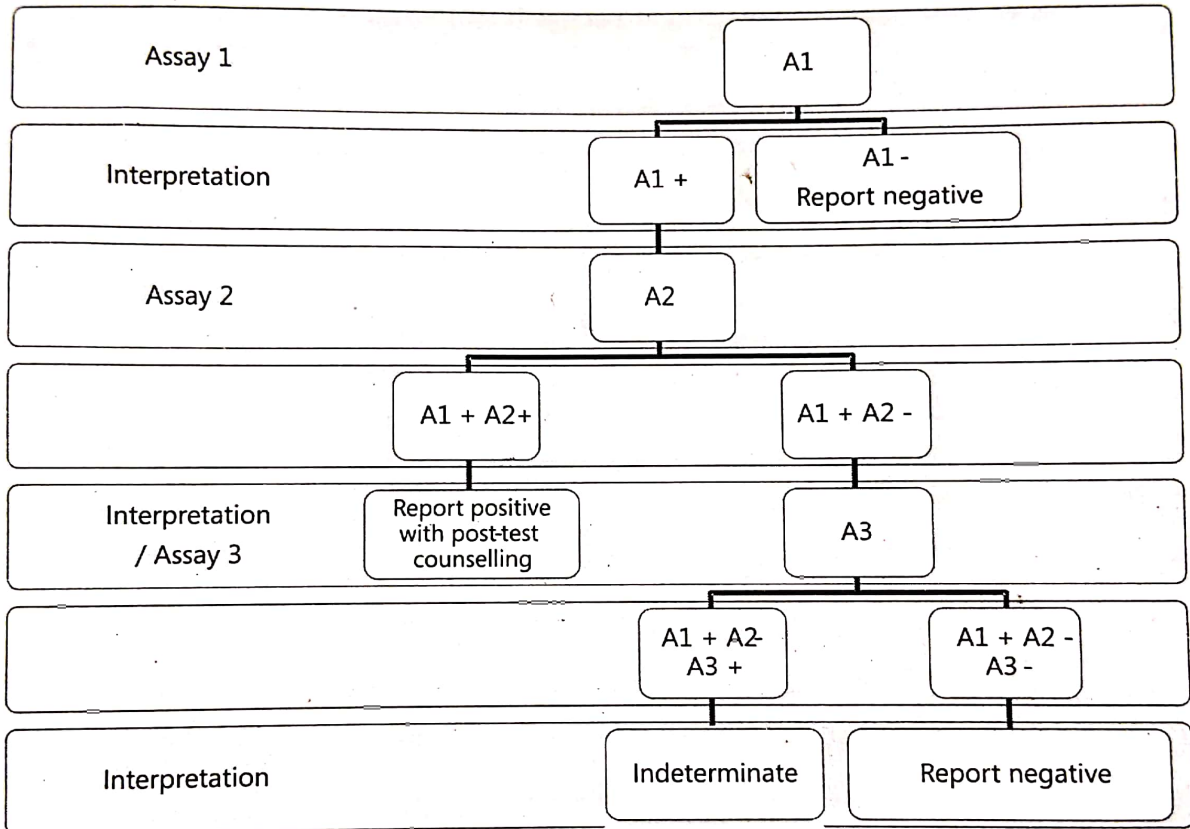 Assay 1
A1
Interpretation
A1 +
A1 -
Report negative
Assay 2
A2
A1 + A2+
A1 + A2 -
Interpretation
/ Assay 3
Report positive
with post-test
counselling
A3
A1 + A2-
A3 +
A1 + A2 -
A3 -
Interpretation
Indeterminate
Report negative